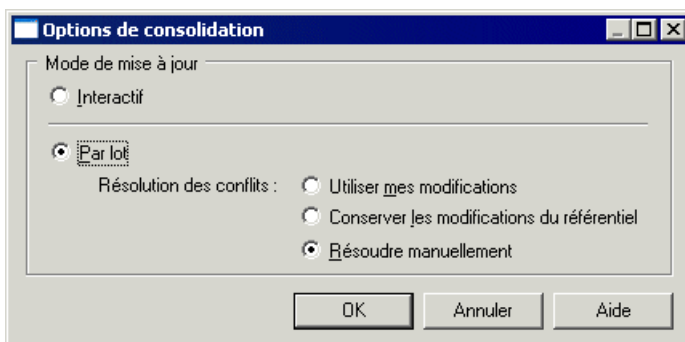 Options de consolidation
Mode de mise à jour
Interactif
Par lot
Résolution des conflits :
Utiliser mes modifications
Conserver les modifications du référentiel
Résoudre manuellement
OK
Annuler
Aide